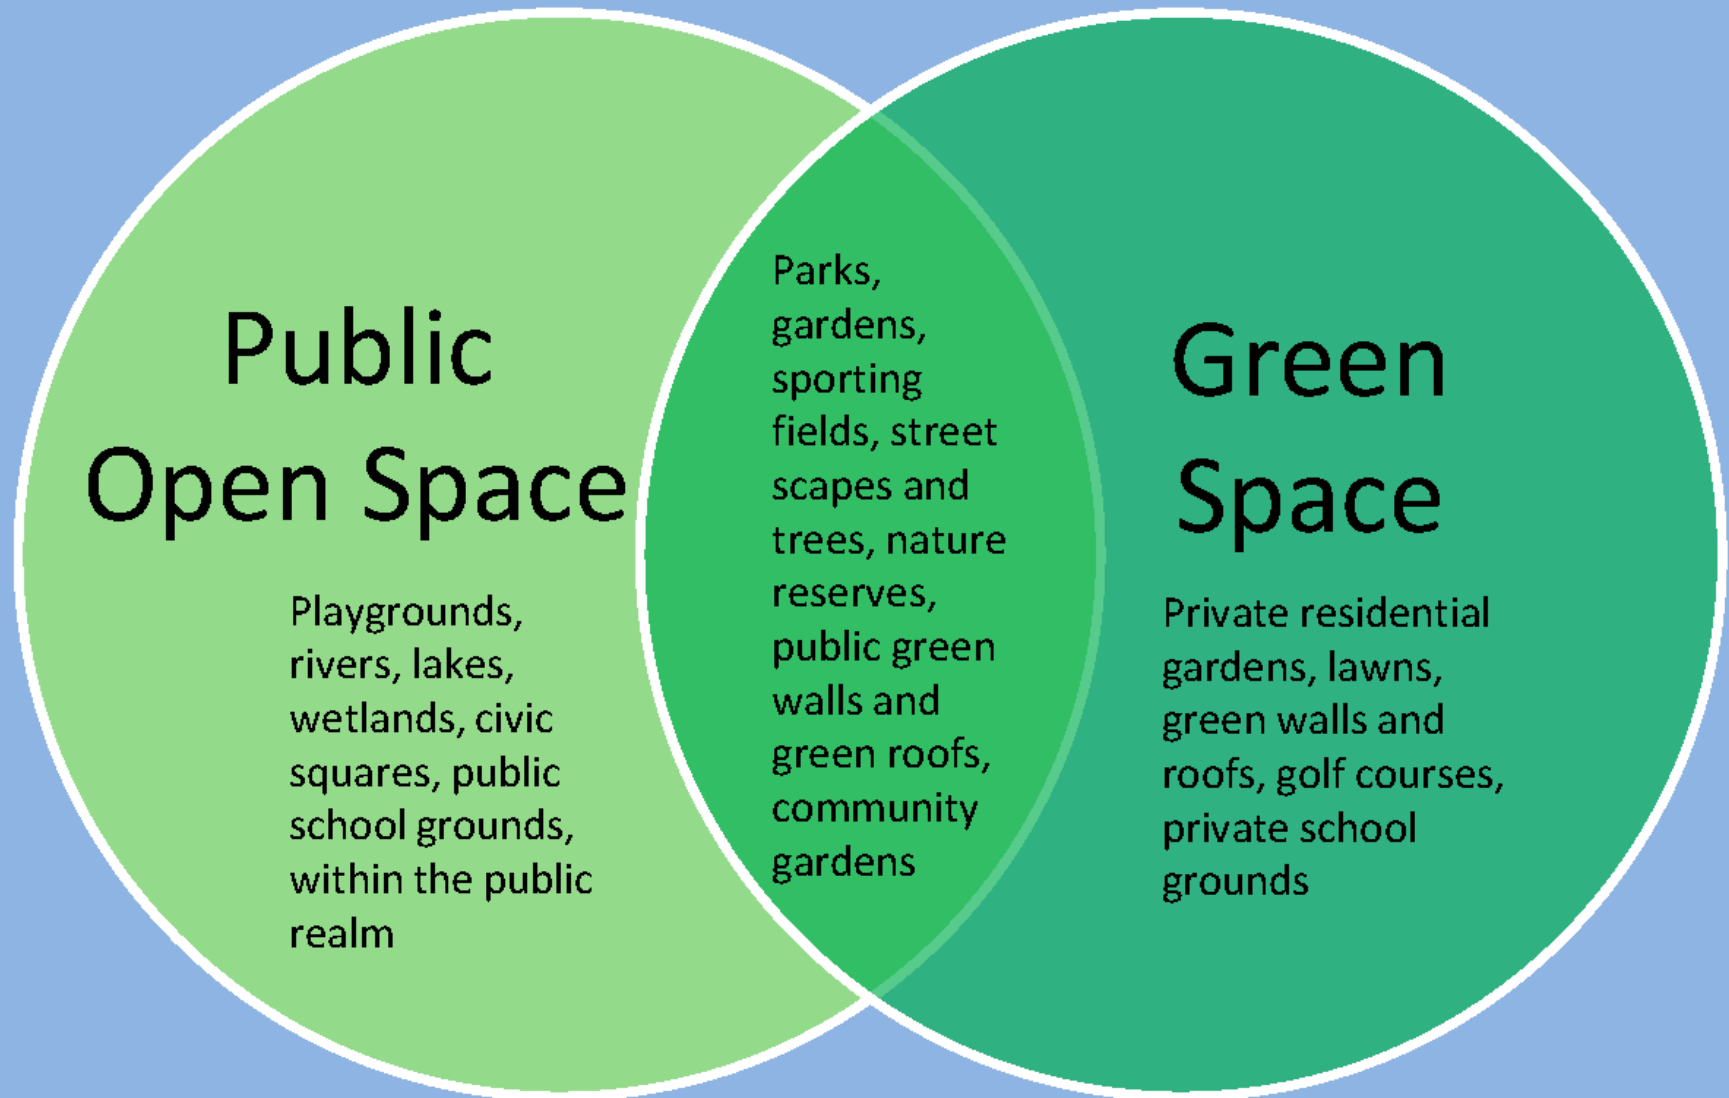 Public
Open Space
Playgrounds,
rivers, lakes,
wetlands, civic
squares, public
school grounds,
within the public
realm
Parks,
gardens,
sporting
fields, street
scapes and
trees, nature
reserves,
public green
walls and
green roofs,
community
gardens
Green
Space
Private residential
gardens, lawns,
green walls and
roofs, golf courses,
private school
grounds